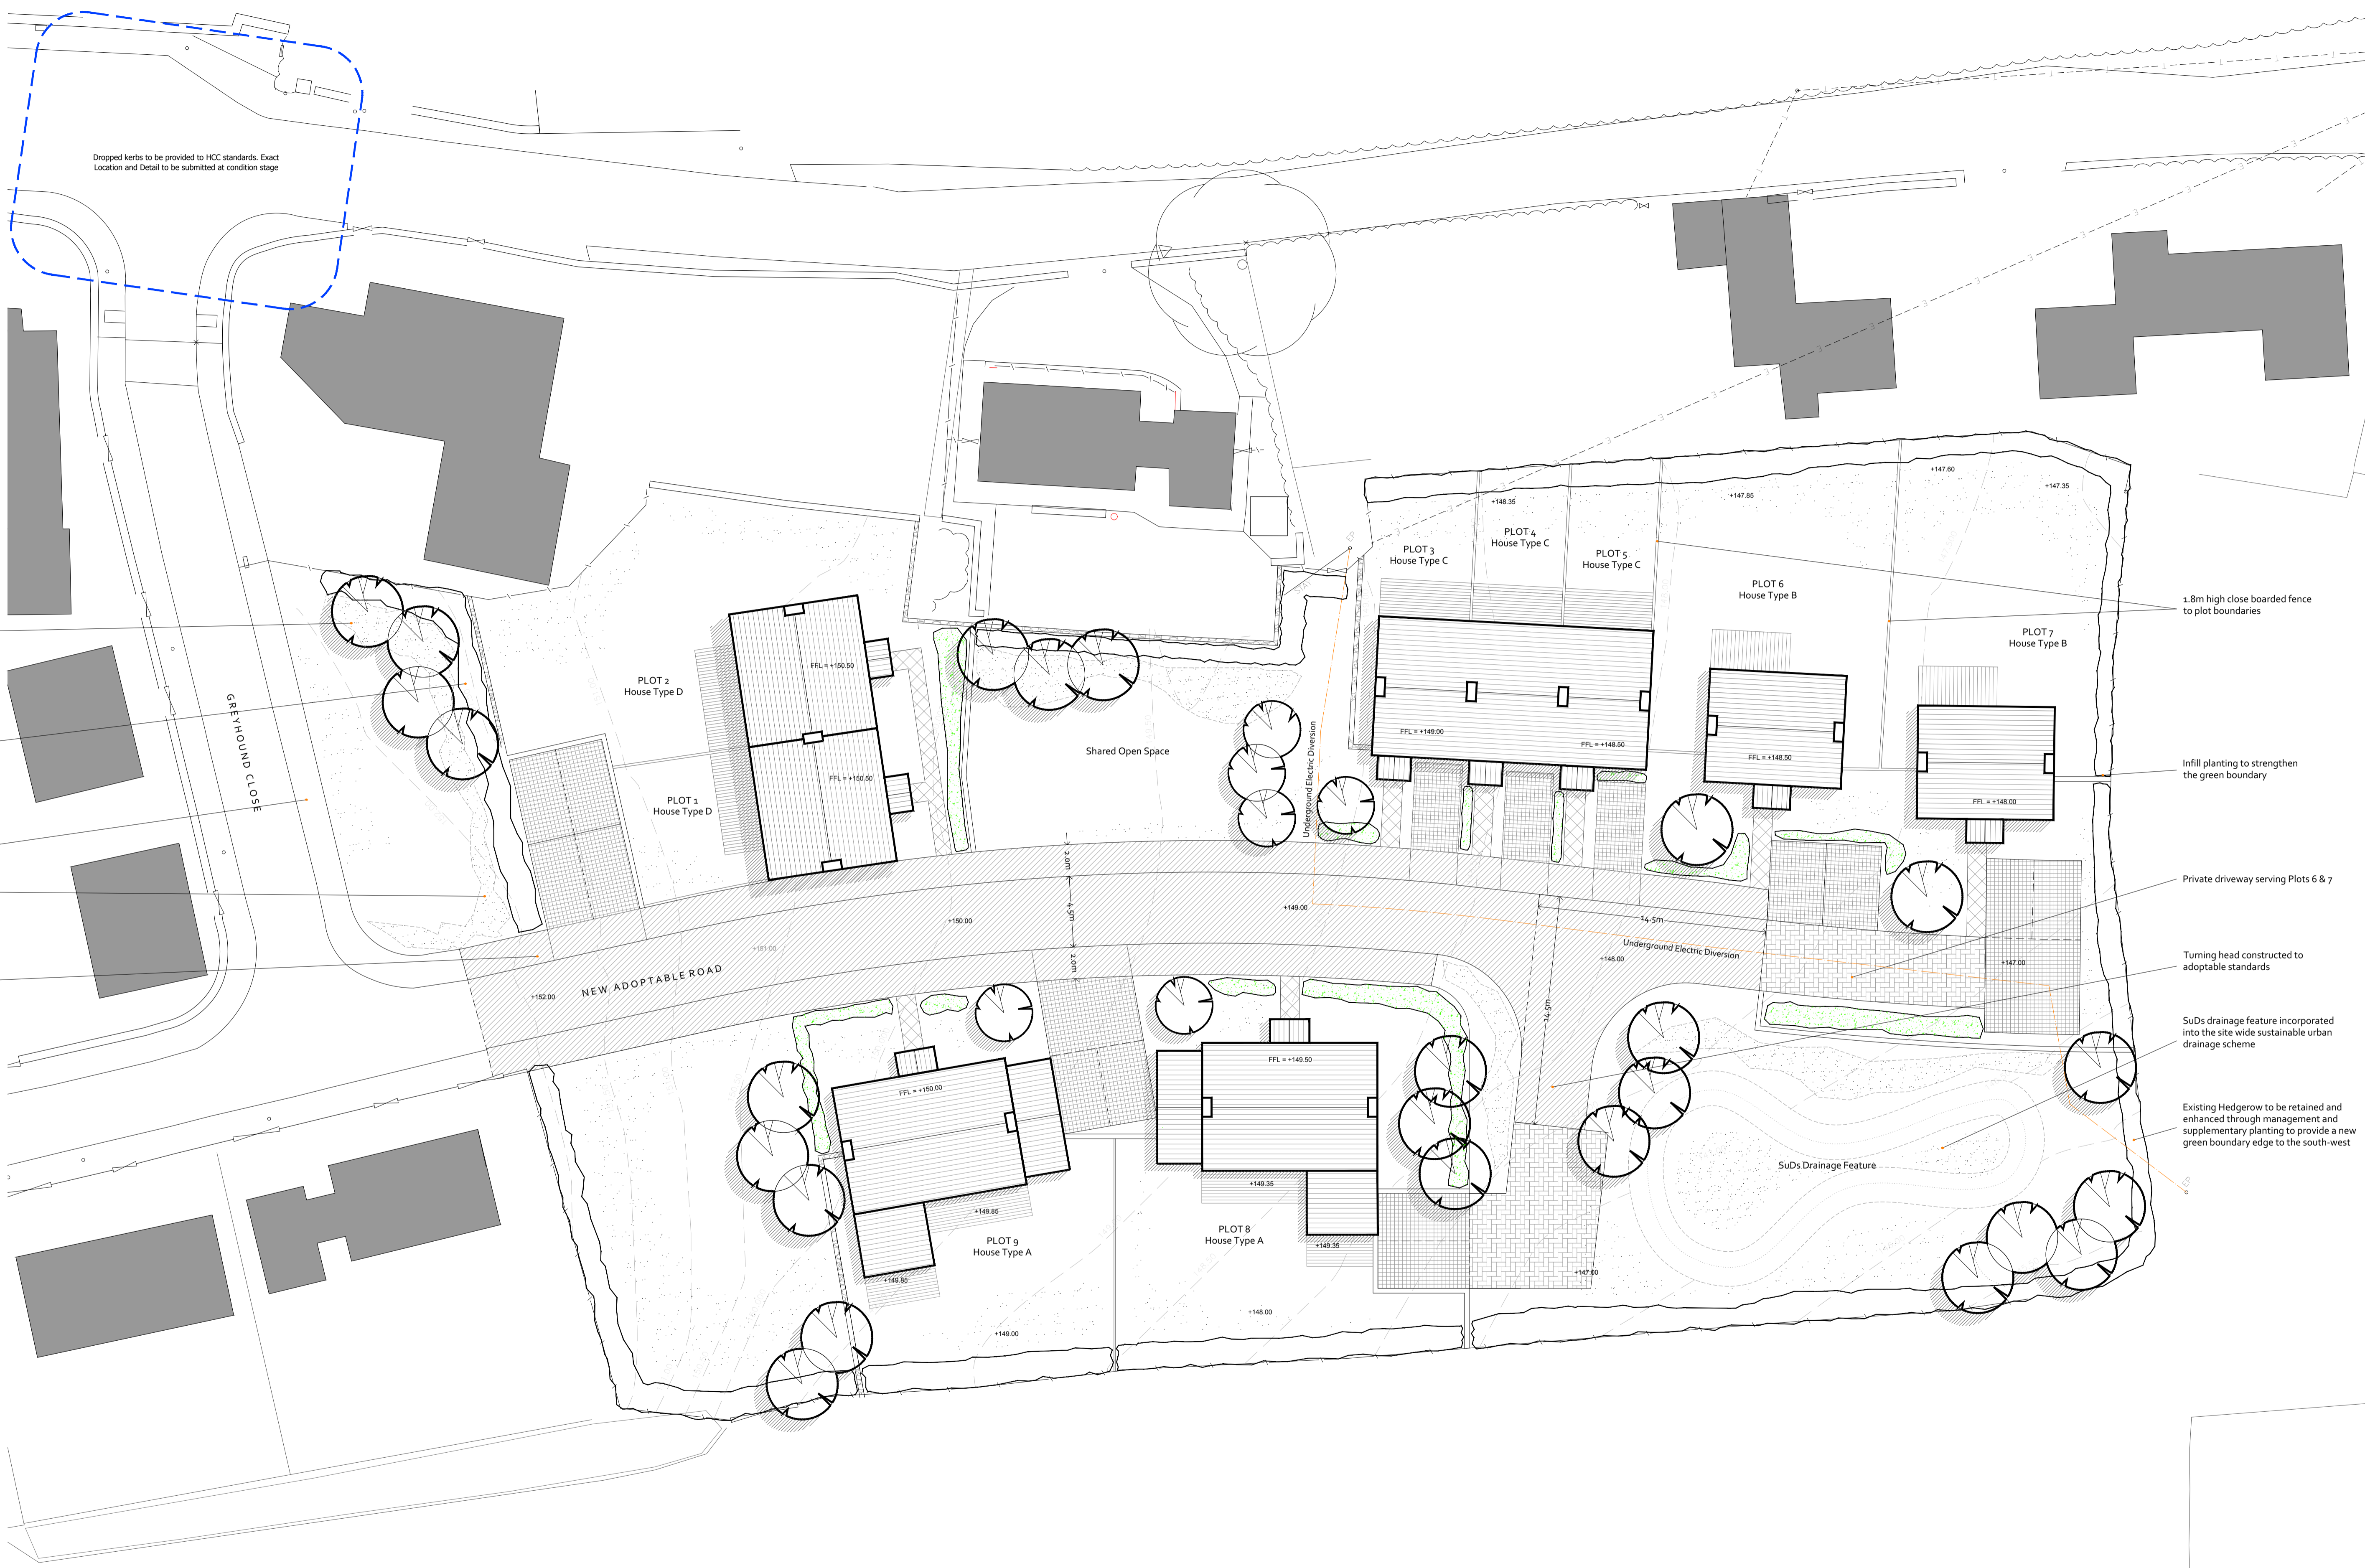 Dropped kerbs to be provided to HCC standards. Exact
Location and Detail to be submitted at condition stage
+147.60
+147.35
+147.85
+148.35
PLOT 3
House Type C
PLOT 4
House Type C
PLOT 5
House Type C
PLOT 6
House Type B
PLOT 7
House Type B
1.8m high close boarded fence
to plot boundaries
PLOT 2
House Type D
FFL = +150.50
FFL = +150.50
PLOT 1
House Type D
GREYHOUND CLOSE
Shared Open Space
Underground Electric Diversion
FFL = +149.00
FFL = +148.50
FFL = +148.50
FFL = +148.00
Infill planting to strengthen
the green boundary
Private driveway serving Plots 6 & 7
2.0m
4.5m
2.0m
+152.00
NEW ADOPTABLE ROAD
+151.00
+150.00
+149.00
14.5m
Underground Electric Diversion
+148.00
+147.00
14.5m
Turning head constructed to
adoptable standards
SuDs drainage feature incorporated
into the site wide sustainable urban
drainage scheme
FFL = +150.00
FFL = +149.50
Existing Hedgerow to be retained and
enhanced through management and
supplementary planting to provide a new
green boundary edge to the south-west
SuDs Drainage Feature
+149.35
+149.85
PLOT 9
House Type A
PLOT 8
House Type A
+149.35
+149.85
+147.00
+148.00
+149.00